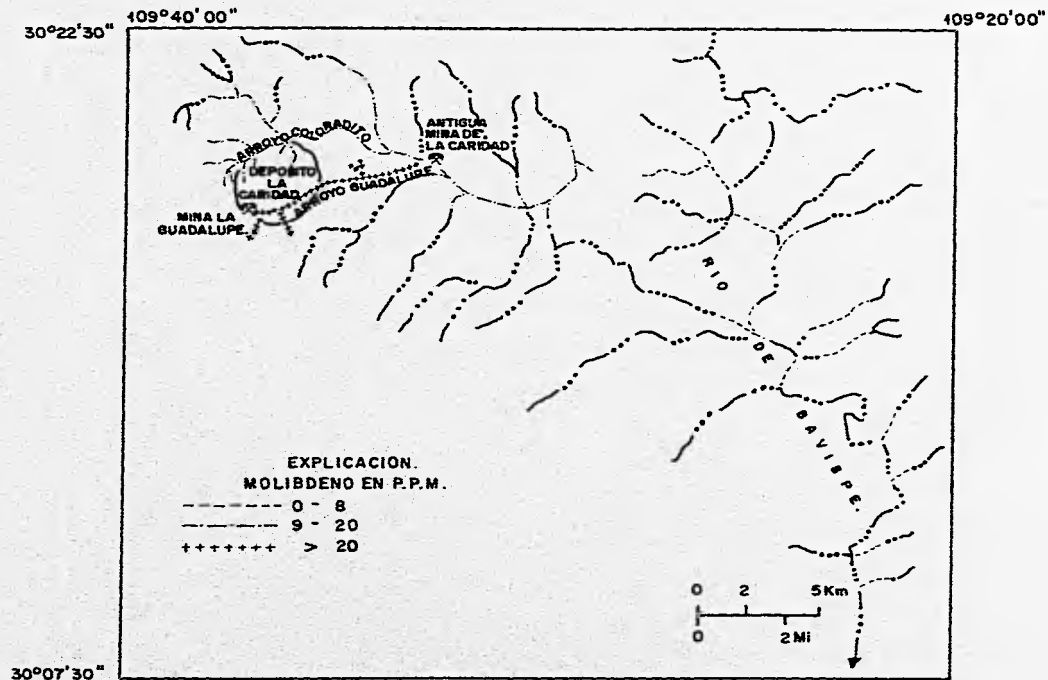 109°40'00"
109°20'00"
30°22'30"
ARROYO COLORADITO
ANTIGUA
MINA DE
LA CARIDAD
DEPOSITO
LA
CARIDAD
ARROYO GUADALUPE
MINA LA
GUADALUPE.
RIO
DE
BAVISPE.
EXPLICACION.
MOLIBDENO EN P.P.M.
0 - 8
9 - 20
> 20
0 2 5 Km
0 2 Mi
30°07'30"